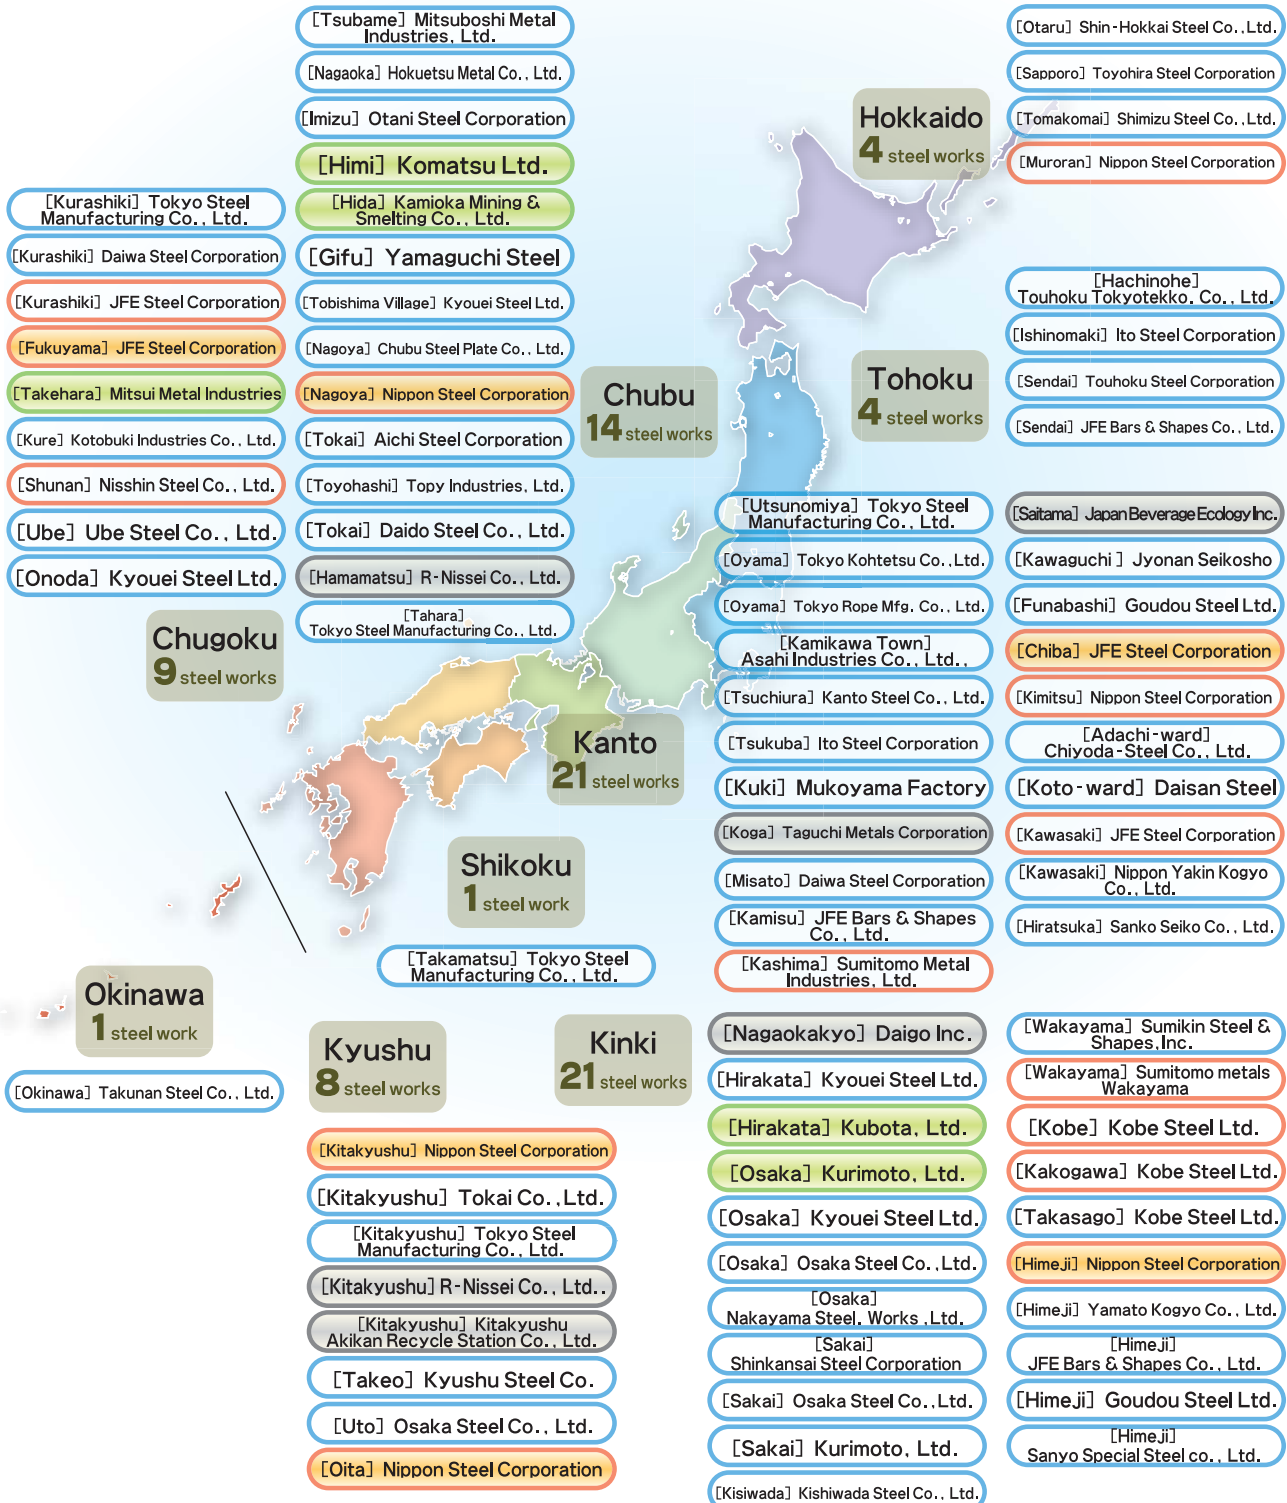 [Tsubame] Mitsuboshi Metal
Industries, Ltd.
[Nagaoka] Hokuetsu Metal Co., Ltd.
[Imizu] Otani Steel Corporation
[Himi] Komatsu Ltd.
[Hida] Kamioka Mining &
Smelting Co., Ltd.
[Gifu] Yamaguchi Steel
[Tobishima Village] Kyouei Steel Ltd.
[Nagoya] Chubu Steel Plate Co., Ltd.
[Nagoya] Nippon Steel Corporation
[Tokai] Aichi Steel Corporation
[Toyohashi] Topy Industries, Ltd.
[Tokai] Daido Steel Co., Ltd.
[Hamamatsu] R-Nissei Co., Ltd.
[Tahara]
Tokyo Steel Manufacturing Co., Ltd.
Chubu
14 steel works
[Kurashiki] Tokyo Steel
Manufacturing Co., Ltd.
[Kurashiki] Daiwa Steel Corporation
[Kurashiki] JFE Steel Corporation
[Fukuyama] JFE Steel Corporation
[Takehara] Mitsui Metal Industries
[Kure] Kotobuki Industries Co., Ltd.
[Shunan] Nisshin Steel Co., Ltd.
[Ube] Ube Steel Co., Ltd.
[Onoda] Kyouei Steel Ltd.
Chugoku
9 steel works
Hokkaido
4 steel works
[Otaru] Shin-Hokkai Steel Co.,Ltd.
[Sapporo] Toyohira Steel Corporation
[Tomakomai] Shimizu Steel Co.,Ltd.
[Muroran] Nippon Steel Corporation
Tohoku
4 steel works
[Hachinohe]
Touhoku Tokyotekko. Co., Ltd.
[Ishinomaki] Ito Steel Corporation
[Sendai] Touhoku Steel Corporation
[Sendai] JFE Bars & Shapes Co., Ltd.
Kanto
21 steel works
[Utsunomiya] Tokyo Steel
Manufacturing Co., Ltd.
[Oyama] Tokyo Kohtetsu Co.,Ltd.
[Oyama] Tokyo Rope Mfg. Co., Ltd.
[Kamikawa Town]
Asahi Industries Co., Ltd.,
[Tsuchiura] Kanto Steel Co., Ltd.
[Tsukuba] Ito Steel Corporation
[Kuki] Mukoyama Factory
[Koga] Taguchi Metals Corporation
[Misato] Daiwa Steel Corporation
[Kamisu] JFE Bars & Shapes
Co., Ltd.
[Kashima] Sumitomo Metal
Industries, Ltd.
[Saitama] Japan Beverage Ecology Inc.
[Kawaguchi] Jyonan Seikosho
[Funabashi] Goudou Steel Ltd.
[Chiba] JFE Steel Corporation
[Kimitsu] Nippon Steel Corporation
[Adachi-ward]
Chiyoda-Steel Co., Ltd.
[Koto-ward] Daisan Steel
[Kawasaki] JFE Steel Corporation
[Kawasaki] Nippon Yakin Kogyo
Co., Ltd.
[Hiratsuka] Sanko Seiko Co., Ltd.
Shikoku
1 steel work
[Takamatsu] Tokyo Steel
Manufacturing Co., Ltd.
Okinawa
1 steel work
[Okinawa] Takunan Steel Co., Ltd.
Kyushu
8 steel works
[Kitakyushu] Nippon Steel Corporation
[Kitakyushu] Tokai Co.,Ltd.
[Kitakyushu] Tokyo Steel
Manufacturing Co., Ltd.
[Kitakyushu] R-Nissei Co., Ltd..
[Kitakyushu] Kitakyushu
Akikan Recycle Station Co., Ltd.
[Takeo] Kyushu Steel Co.
[Uto] Osaka Steel Co., Ltd.
[Oita] Nippon Steel Corporation
Kinki
21 steel works
[Nagaokakyo] Daigo Inc.
[Hirakata] Kyouei Steel Ltd.
[Hirakata] Kubota, Ltd.
[Osaka] Kurimoto, Ltd.
[Osaka] Kyouei Steel Ltd.
[Osaka] Osaka Steel Co.,Ltd.
[Osaka]
Nakayama Steel. Works ,Ltd.
[Sakai]
Shinkansai Steel Corporation
[Sakai] Osaka Steel Co.,Ltd.
[Sakai] Kurimoto, Ltd.
[Kisiwada] Kishiwada Steel Co., Ltd.
[Wakayama] Sumikin Steel &
Shapes,Inc.
[Wakayama] Sumitomo metals
Wakayama
[Kobe] Kobe Steel Ltd.
[Kakogawa] Kobe Steel Ltd.
[Takasago] Kobe Steel Ltd.
[Himeji] Nippon Steel Corporation
[Himeji] Yamato Kogyo Co., Ltd.
[Himeji]
JFE Bars & Shapes Co., Ltd.
[Himeji] Goudou Steel Ltd.
[Himeji]
Sanyo Special Steel co., Ltd.